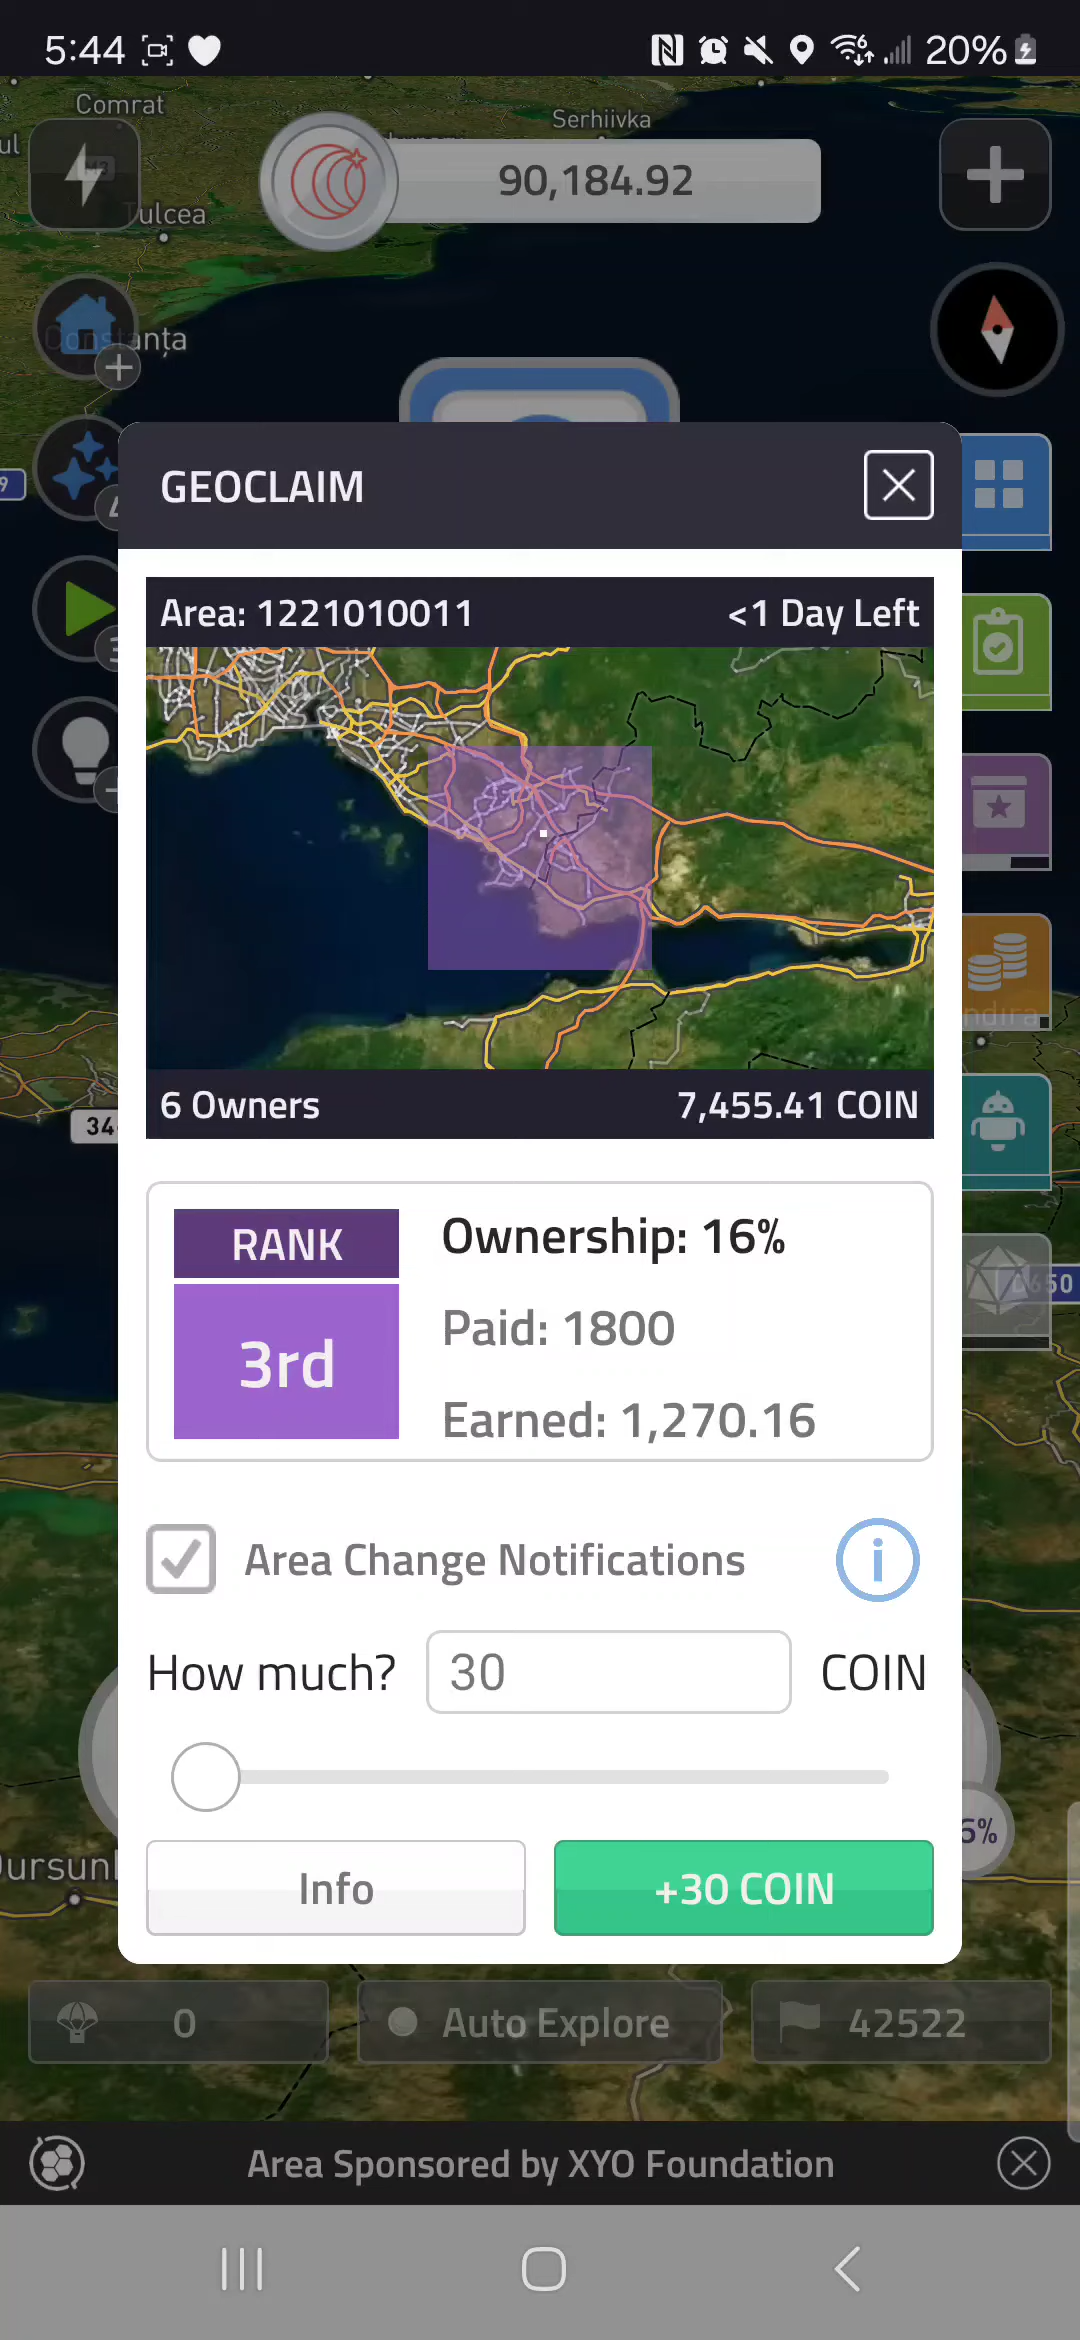 5:44
20%
Comrat
Serhiivka
90,184.92
Tulcea
Constanța
GEOCLAIM
Area: 1221010011
<1 Day Left
6 Owners
7,455.41 COIN
34
RANK
3rd
Ownership: 16%
Paid: 1800
Earned: 1,270.16
Area Change Notifications
How much?
30
COIN
6%
Info
+30 COIN
0
Auto Explore
42522
Area Sponsored by XYO Foundation